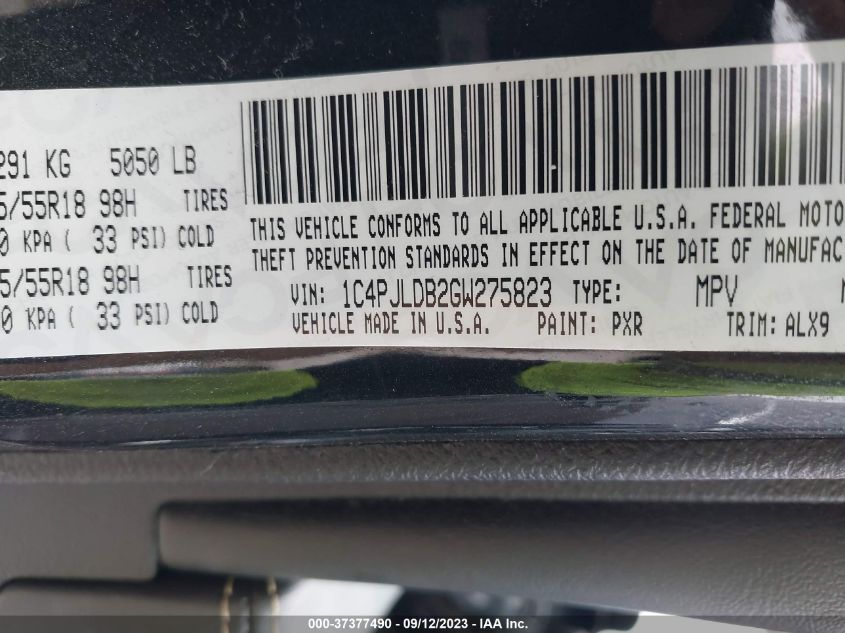 291 KG 5050 LB
5/55R18 98H TIRES
0 KPA ( 33 PSI) COLD
5/55R18 98H TIRES
0 KPA ( 33 PSI) COLD
THIS VEHICLE CONFORMS TO ALL APPLICABLE U.S.A. FEDERAL MOTO
THEFT PREVENTION STANDARDS IN EFFECT ON THE DATE OF MANUFAC
VIN: 1C4PJLDB2GW275823 TYPE: MPV
VEHICLE MADE IN U.S.A. PAINT: PXR TRIM: ALX9
000-37377490 - 09/12/2023 - IAA Inc.